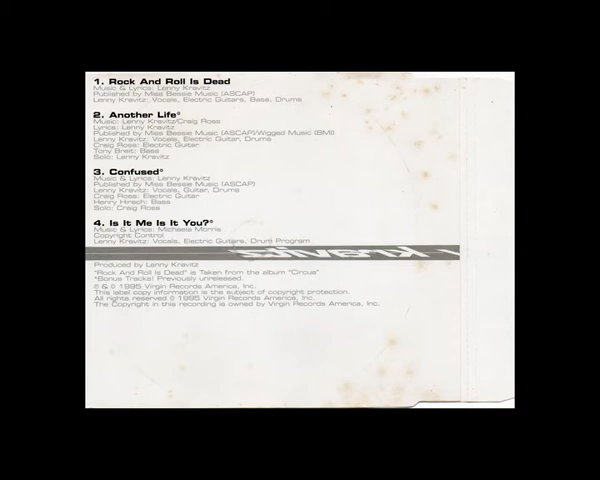 1. Rock And Roll Is Dead
Music & Lyrics: Lenny Kravitz
Published by Miss Bessie Music (ASCAP)
Lenny Kravitz: Vocals, Electric Guitars, Bass, Drums
2. Another Life*
Music: Lenny Kravitz/Craig Ross
Lyrics: Lenny Kravitz
Published by Miss Bessie Music (ASCAP)/Wigged Music (BMI)
Lenny Kravitz: Vocals, Electric Guitar, Drums
Craig Ross: Electric Guitar
Tony Breit: Bass
Solo: Lenny Kravitz
3. Confused*
Music & Lyrics: Lenny Kravitz
Published by Miss Bessie Music (ASCAP)
Lenny Kravitz: Vocals, Guitar, Drums
Craig Ross: Electric Guitar
Henry Hirsch: Bass
Solo: Craig Ross
4. Is It Me Is It You?*
Music & Lyrics: Michaela Morris
Copyright Control
Lenny Kravitz: Vocals, Electric Guitars, Drum Program
kravitz
Produced by Lenny Kravitz
"Rock And Roll Is Dead" is Taken from the album "Circus"
*Bonus Tracks! Previously unreleased.
℗ & © 1995 Virgin Records America, Inc.
This label copy information is the subject of copyright protection.
All rights reserved © 1995 Virgin Records America, Inc.
The Copyright in this recording is owned by Virgin Records America, Inc.